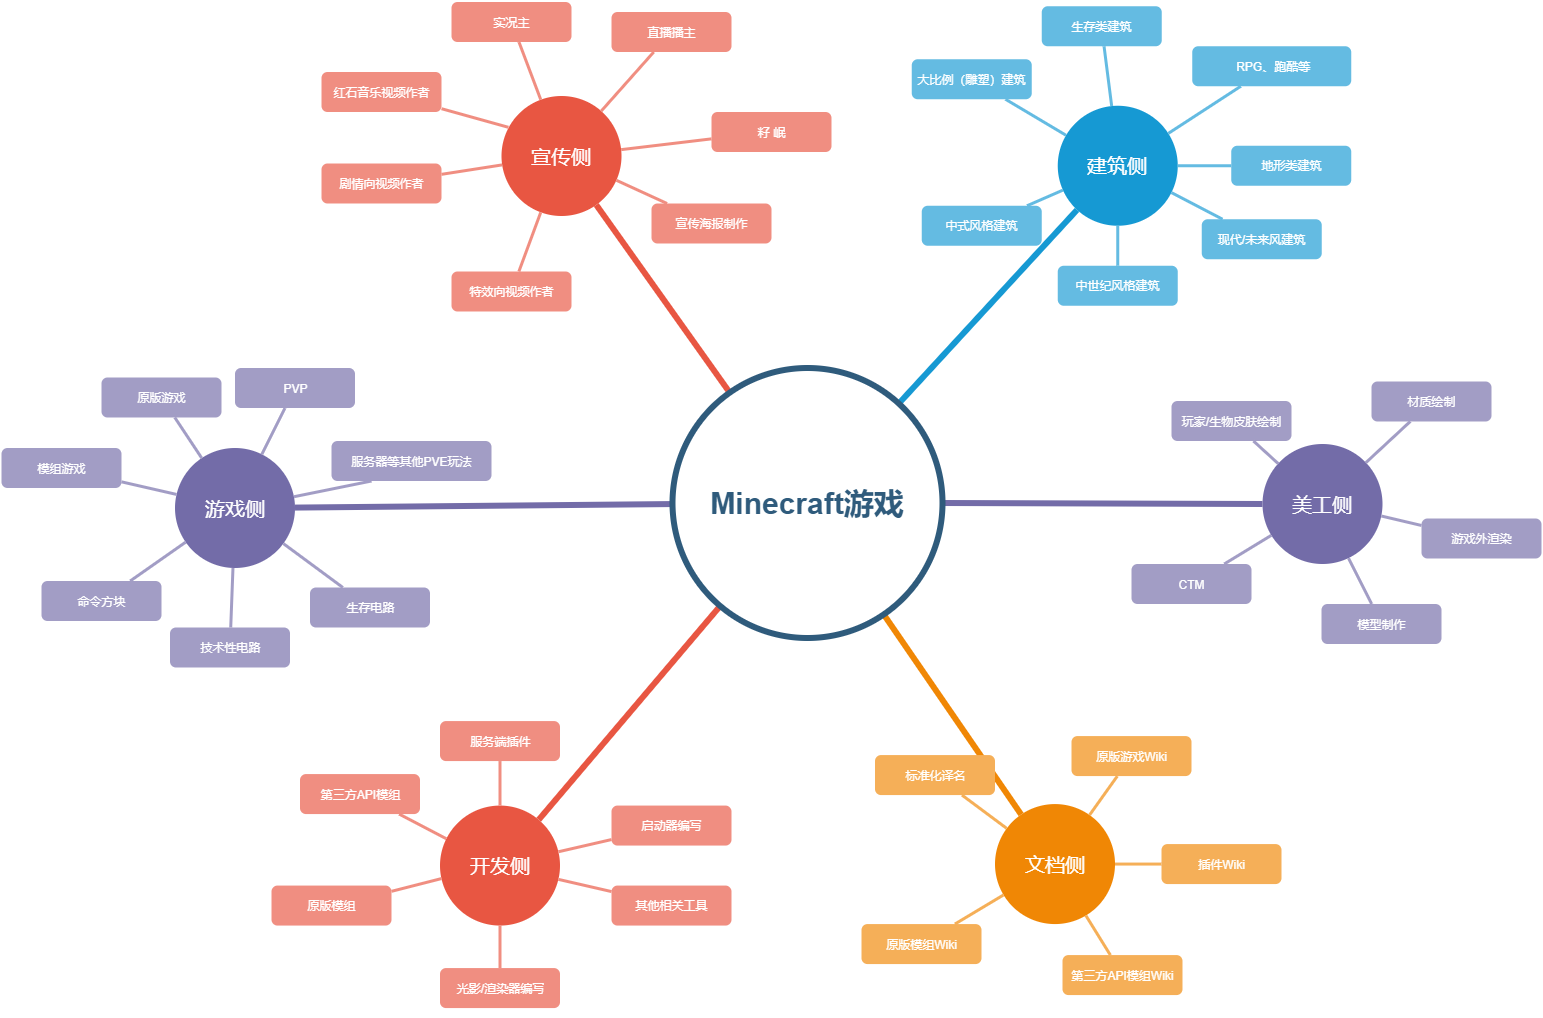 实况主
直播播主
红石音乐视频作者
宣传侧
籽 岷
剧情向视频作者
宣传海报制作
特效向视频作者
生存类建筑
大比例（雕塑）建筑
RPG、跑酷等
建筑侧
地形类建筑
中式风格建筑
现代/未来风建筑
中世纪风格建筑
原版游戏
PVP
模组游戏
服务器等其他PVE玩法
游戏侧
命令方块
生存电路
技术性电路
Minecraft游戏
材质绘制
玩家/生物皮肤绘制
美工侧
游戏外渲染
CTM
模型制作
服务端插件
第三方API模组
启动器编写
开发侧
原版模组
其他相关工具
光影/渲染器编写
原版游戏Wiki
标准化译名
文档侧
插件Wiki
原版模组Wiki
第三方API模组Wiki